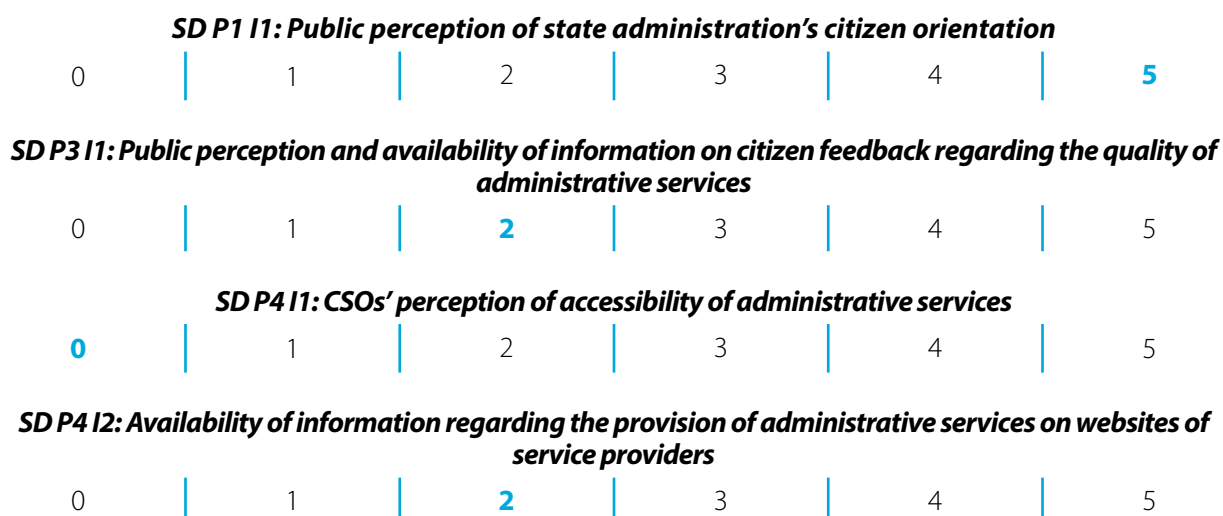 SD P1 I1: Public perception of state administration's citizen orientation
0 1 2 3 4 5
SD P3 I1: Public perception and availability of information on citizen feedback regarding the quality of
administrative services
0 1 2 3 4 5
SD P4 I1: CSOs' perception of accessibility of administrative services
0 1 2 3 4 5
SD P4 I2: Availability of information regarding the provision of administrative services on websites of
service providers
0 1 2 3 4 5